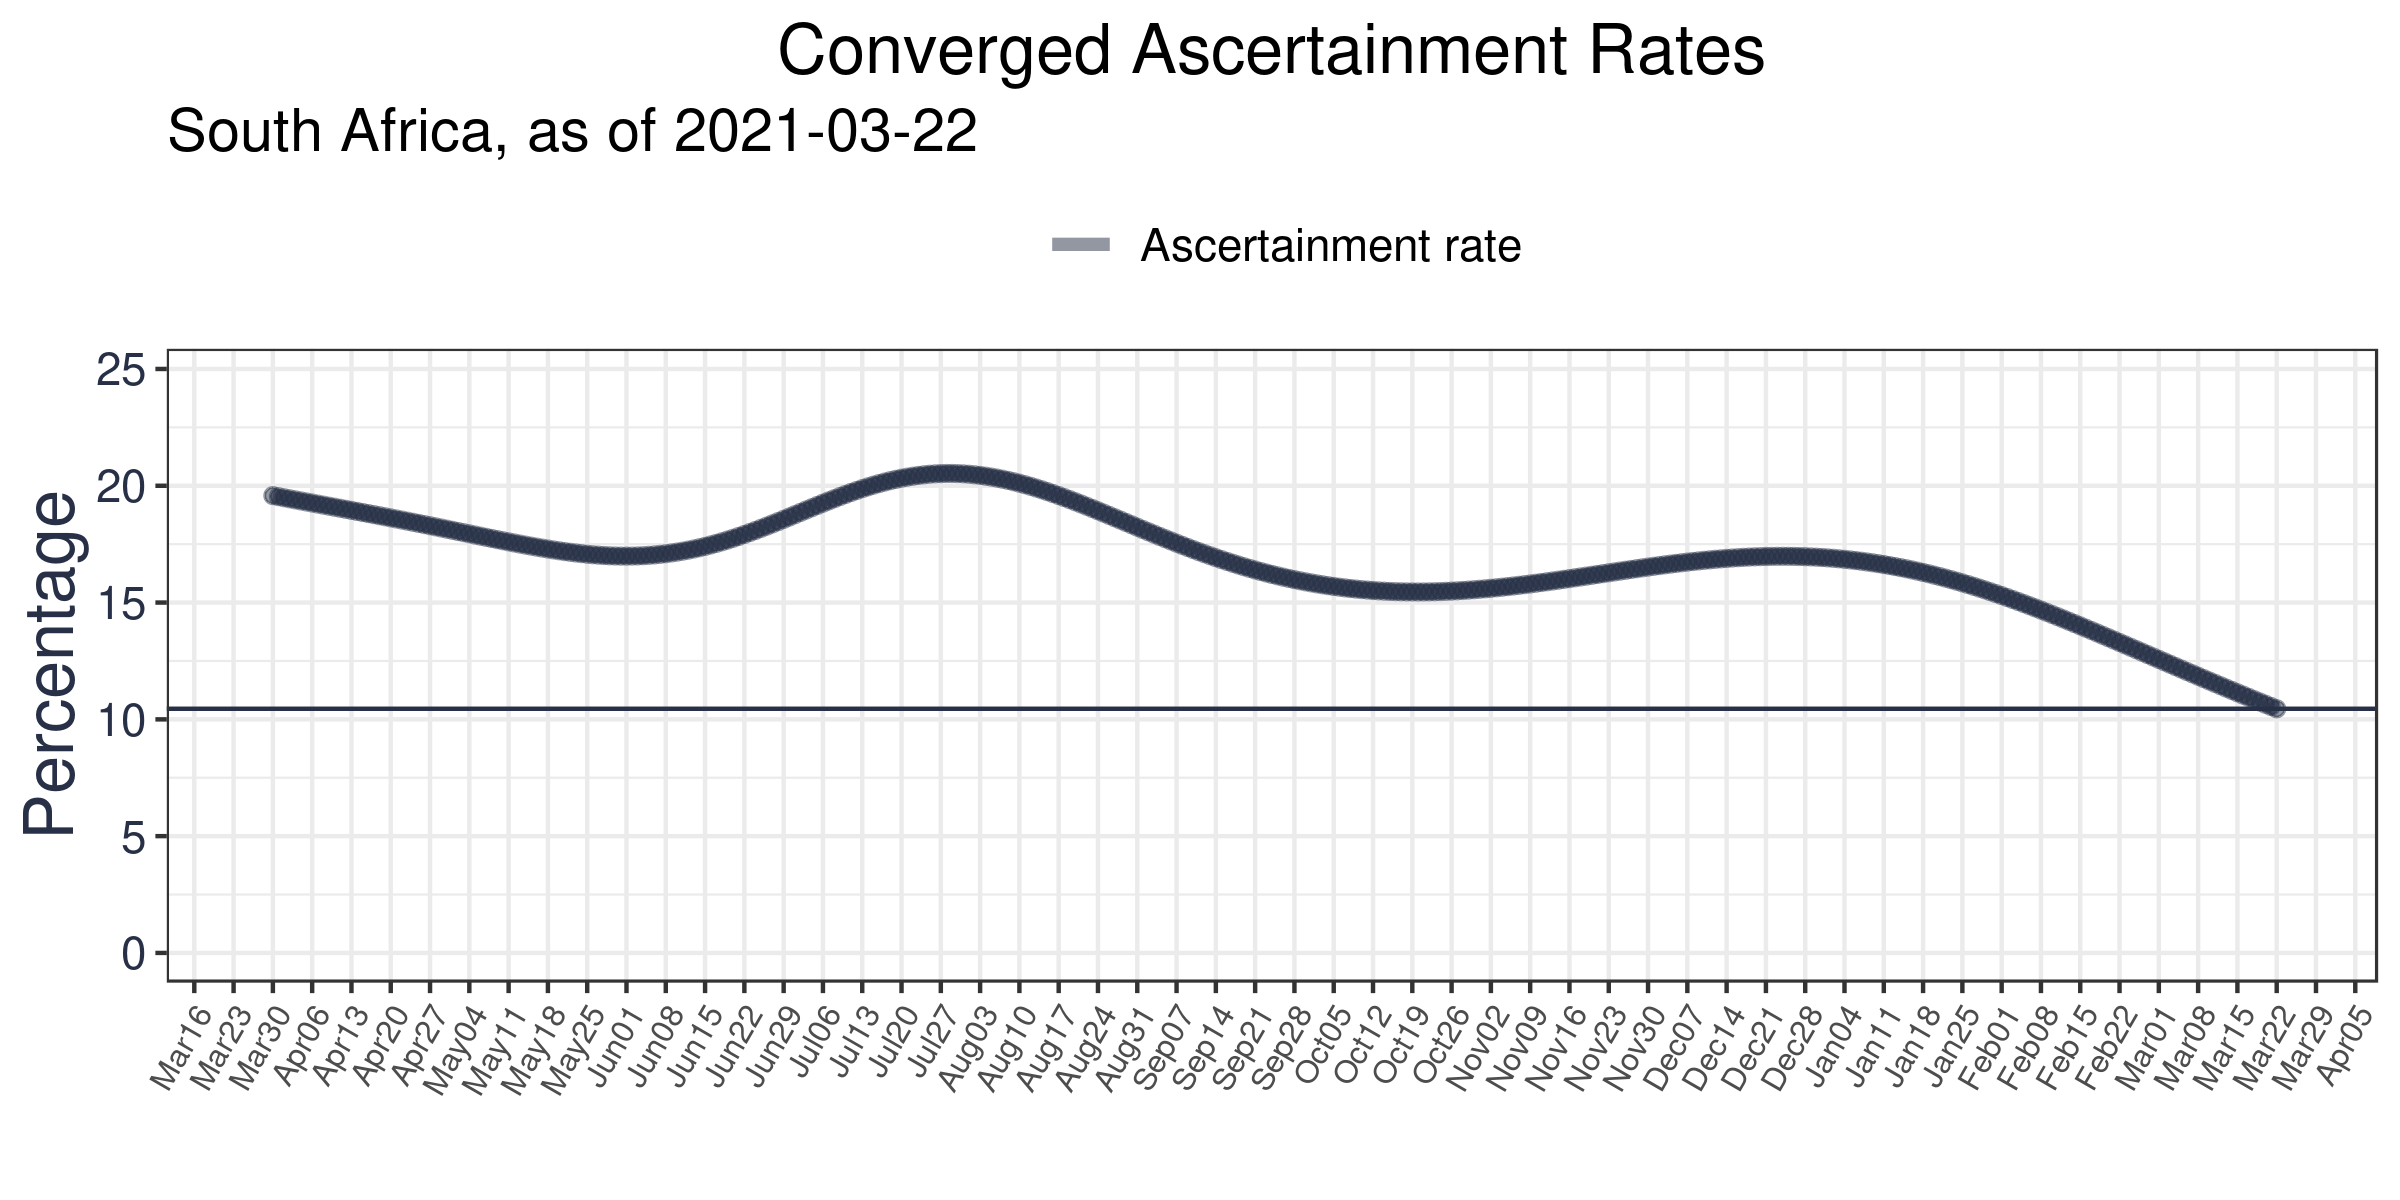 Converged Ascertainment Rates
South Africa, as of 2021-03-22
Ascertainment rate
Percentage
25
20
15
10
5
0
Mar16 Mar23 Mar30 Apr06 Apr13 Apr20 Apr27 May04 May11 May18 May25 Jun01 Jun08 Jun15 Jun22 Jun29 Jul06 Jul13 Jul20 Jul27 Aug03 Aug10 Aug17 Aug24 Aug31 Sep07 Sep14 Sep21 Sep28 Oct05 Oct12 Oct19 Oct26 Nov02 Nov09 Nov16 Nov23 Nov30 Dec07 Dec14 Dec21 Dec28 Jan04 Jan11 Jan18 Jan25 Feb01 Feb08 Feb15 Feb22 Mar01 Mar08 Mar15 Mar22 Mar29 Apr05